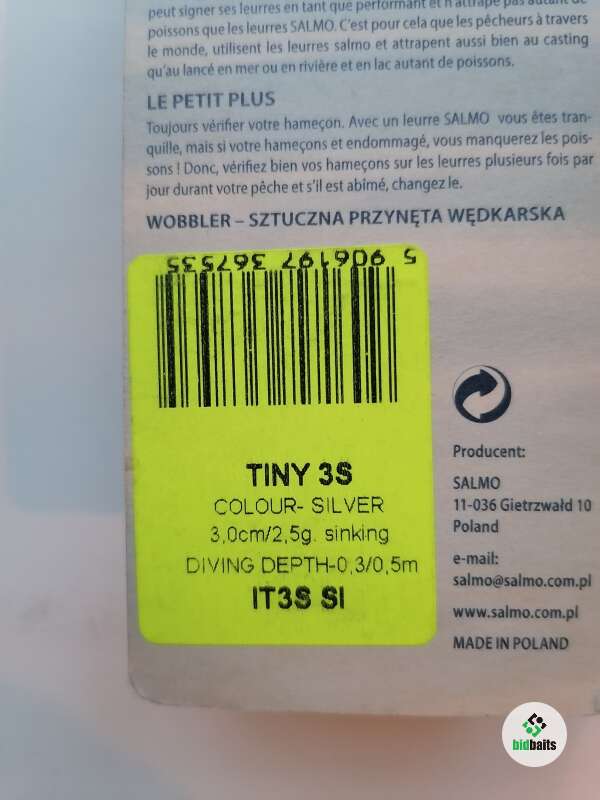 peut signer ses leurres en tant que performant et n'attrape pas autant de
poissons que les leurres SALMO. C'est pour cela que les pêcheurs à travers
le monde, utilisent les leurres salmo et attrapent aussi bien au casting
qu'au lancé en mer ou en rivière et en lac autant de poissons.
LE PETIT PLUS
Toujours vérifier votre hameçon. Avec un leurre SALMO vous êtes tran-
quille, mais si votre hameçons et endommagé, vous manquerez les pois-
sons ! Donc, vérifiez bien vos hameçons sur les leurres plusieurs fois par
jour durant votre pêche et s'il est abîmé, changez le.
WOBBLER – SZTUCZNA PRZYNĘTA WĘDKARSKA
5 906197 367535
TINY 3S
COLOUR- SILVER
3,0cm/2,5g. sinking
DIVING DEPTH-0,3/0,5m
IT3S SI
Producent:
SALMO
11-036 Gietrzwałd 10
Poland
e-mail:
salmo@salmo.com.pl
www.salmo.com.pl
MADE IN POLAND
bidbaits